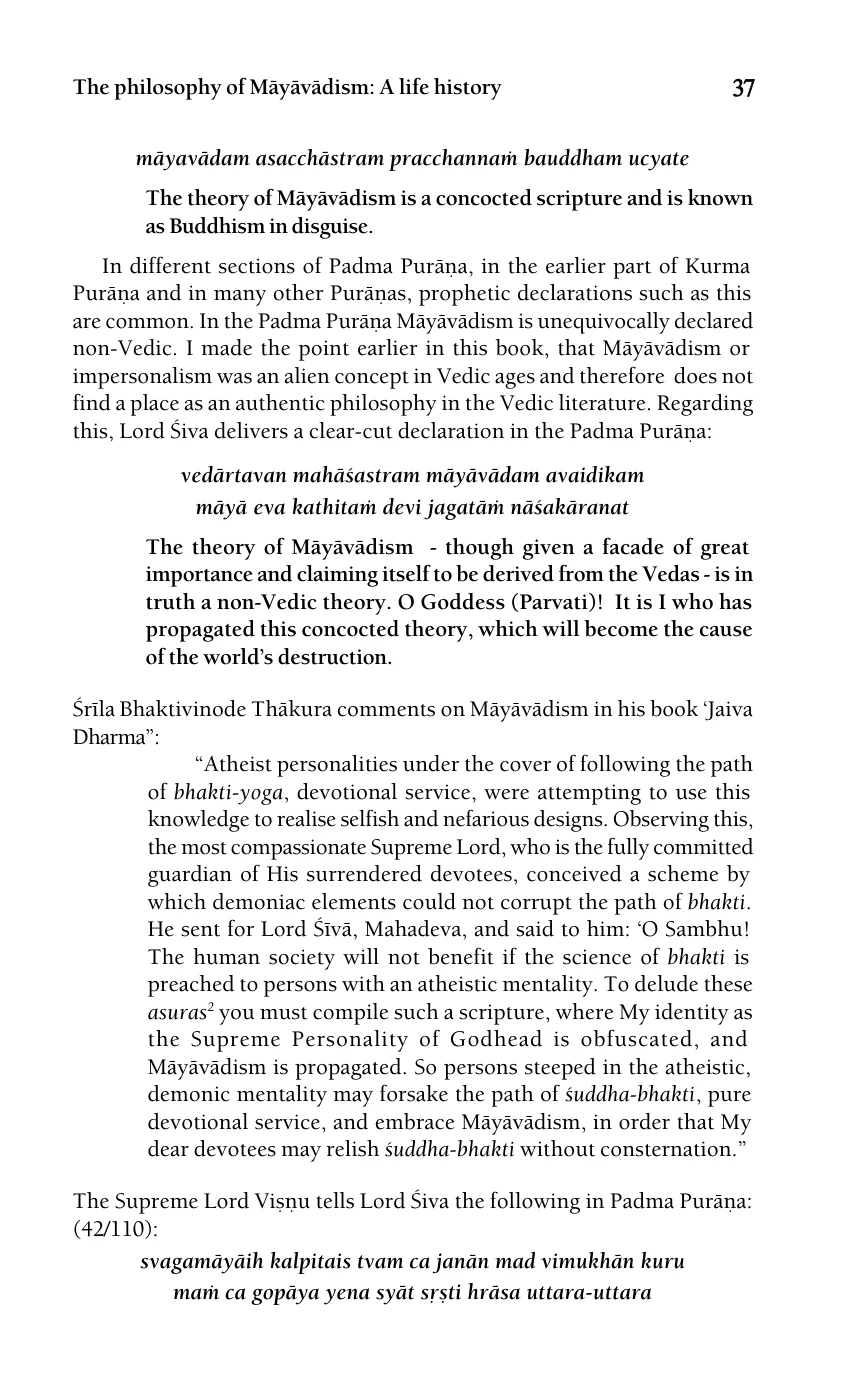 The philosophy of Māyāvādism: A life history 37
māyavādam asacchāstram pracchannaṁ bauddham ucyate
The theory of Māyāvādism is a concocted scripture and is known
as Buddhism in disguise.
In different sections of Padma Purāṇa, in the earlier part of Kurma
Purāṇa and in many other Purāṇas, prophetic declarations such as this
are common. In the Padma Purāṇa Māyāvādism is unequivocally declared
non-Vedic. I made the point earlier in this book, that Māyāvādism or
impersonalism was an alien concept in Vedic ages and therefore does not
find a place as an authentic philosophy in the Vedic literature. Regarding
this, Lord Śiva delivers a clear-cut declaration in the Padma Purāṇa:
vedārtavan mahāśastram māyāvādam avaidikam
māyā eva kathitaṁ devi jagatāṁ nāśakāranat
The theory of Māyāvādism - though given a facade of great
importance and claiming itself to be derived from the Vedas - is in
truth a non-Vedic theory. O Goddess (Parvati)! It is I who has
propagated this concocted theory, which will become the cause
of the world’s destruction.
Śrīla Bhaktivinode Thākura comments on Māyāvādism in his book ‘Jaiva
Dharma”:
“Atheist personalities under the cover of following the path
of bhakti-yoga, devotional service, were attempting to use this
knowledge to realise selfish and nefarious designs. Observing this,
the most compassionate Supreme Lord, who is the fully committed
guardian of His surrendered devotees, conceived a scheme by
which demoniac elements could not corrupt the path of bhakti.
He sent for Lord Śīvā, Mahadeva, and said to him: ‘O Sambhu!
The human society will not benefit if the science of bhakti is
preached to persons with an atheistic mentality. To delude these
asuras² you must compile such a scripture, where My identity as
the Supreme Personality of Godhead is obfuscated, and
Māyāvādism is propagated. So persons steeped in the atheistic,
demonic mentality may forsake the path of śuddha-bhakti, pure
devotional service, and embrace Māyāvādism, in order that My
dear devotees may relish śuddha-bhakti without consternation.”
The Supreme Lord Viṣṇu tells Lord Śiva the following in Padma Purāṇa:
(42/110):
svagamāyāih kalpitais tvam ca janān mad vimukhān kuru
maṁ ca gopāya yena syāt sṛṣti hrāsa uttara-uttara